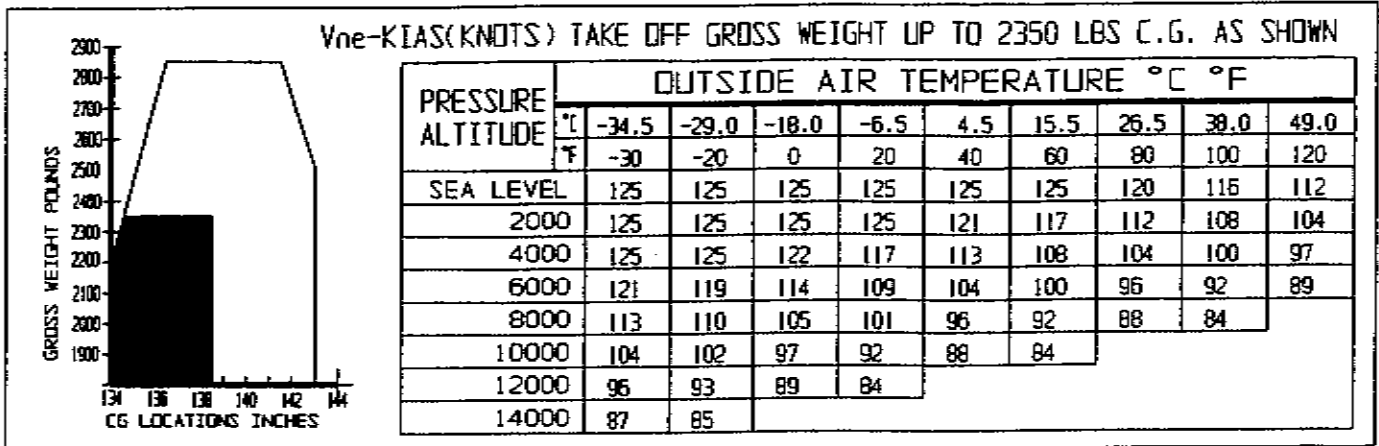 Vne-KIAS(KNOTS) TAKE OFF GROSS WEIGHT UP TO 2350 LBS C.G. AS SHOWN
2900
2800
2700
2600
2500
2400
2300
2200
2100
2000
1900
GROSS WEIGHT POUNDS
134 136 138 140 142 144
CG LOCATIONS INCHES
PRESSURE ALTITUDE
OUTSIDE AIR TEMPERATURE °C °F
°C -34.5 -29.0 -18.0 -6.5 4.5 15.5 26.5 38.0 49.0
°F -30 -20 0 20 40 60 80 100 120
SEA LEVEL 125 125 125 125 125 125 120 116 112
2000 125 125 125 125 121 117 112 108 104
4000 125 125 122 117 113 108 104 100 97
6000 121 119 114 109 104 100 96 92 89
8000 113 110 105 101 96 92 88 84
10000 104 102 97 92 88 84
12000 96 93 89 84
14000 87 85